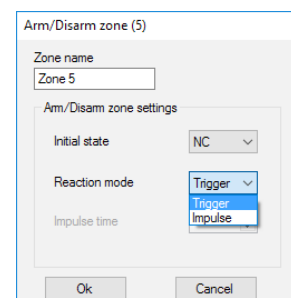 Arm/Disarm zone (5)
Zone name
Zone 5
Arm/Disarm zone settings
Initial state NC
Reaction mode Trigger
Trigger
Impulse
Impulse time
Ok Cancel